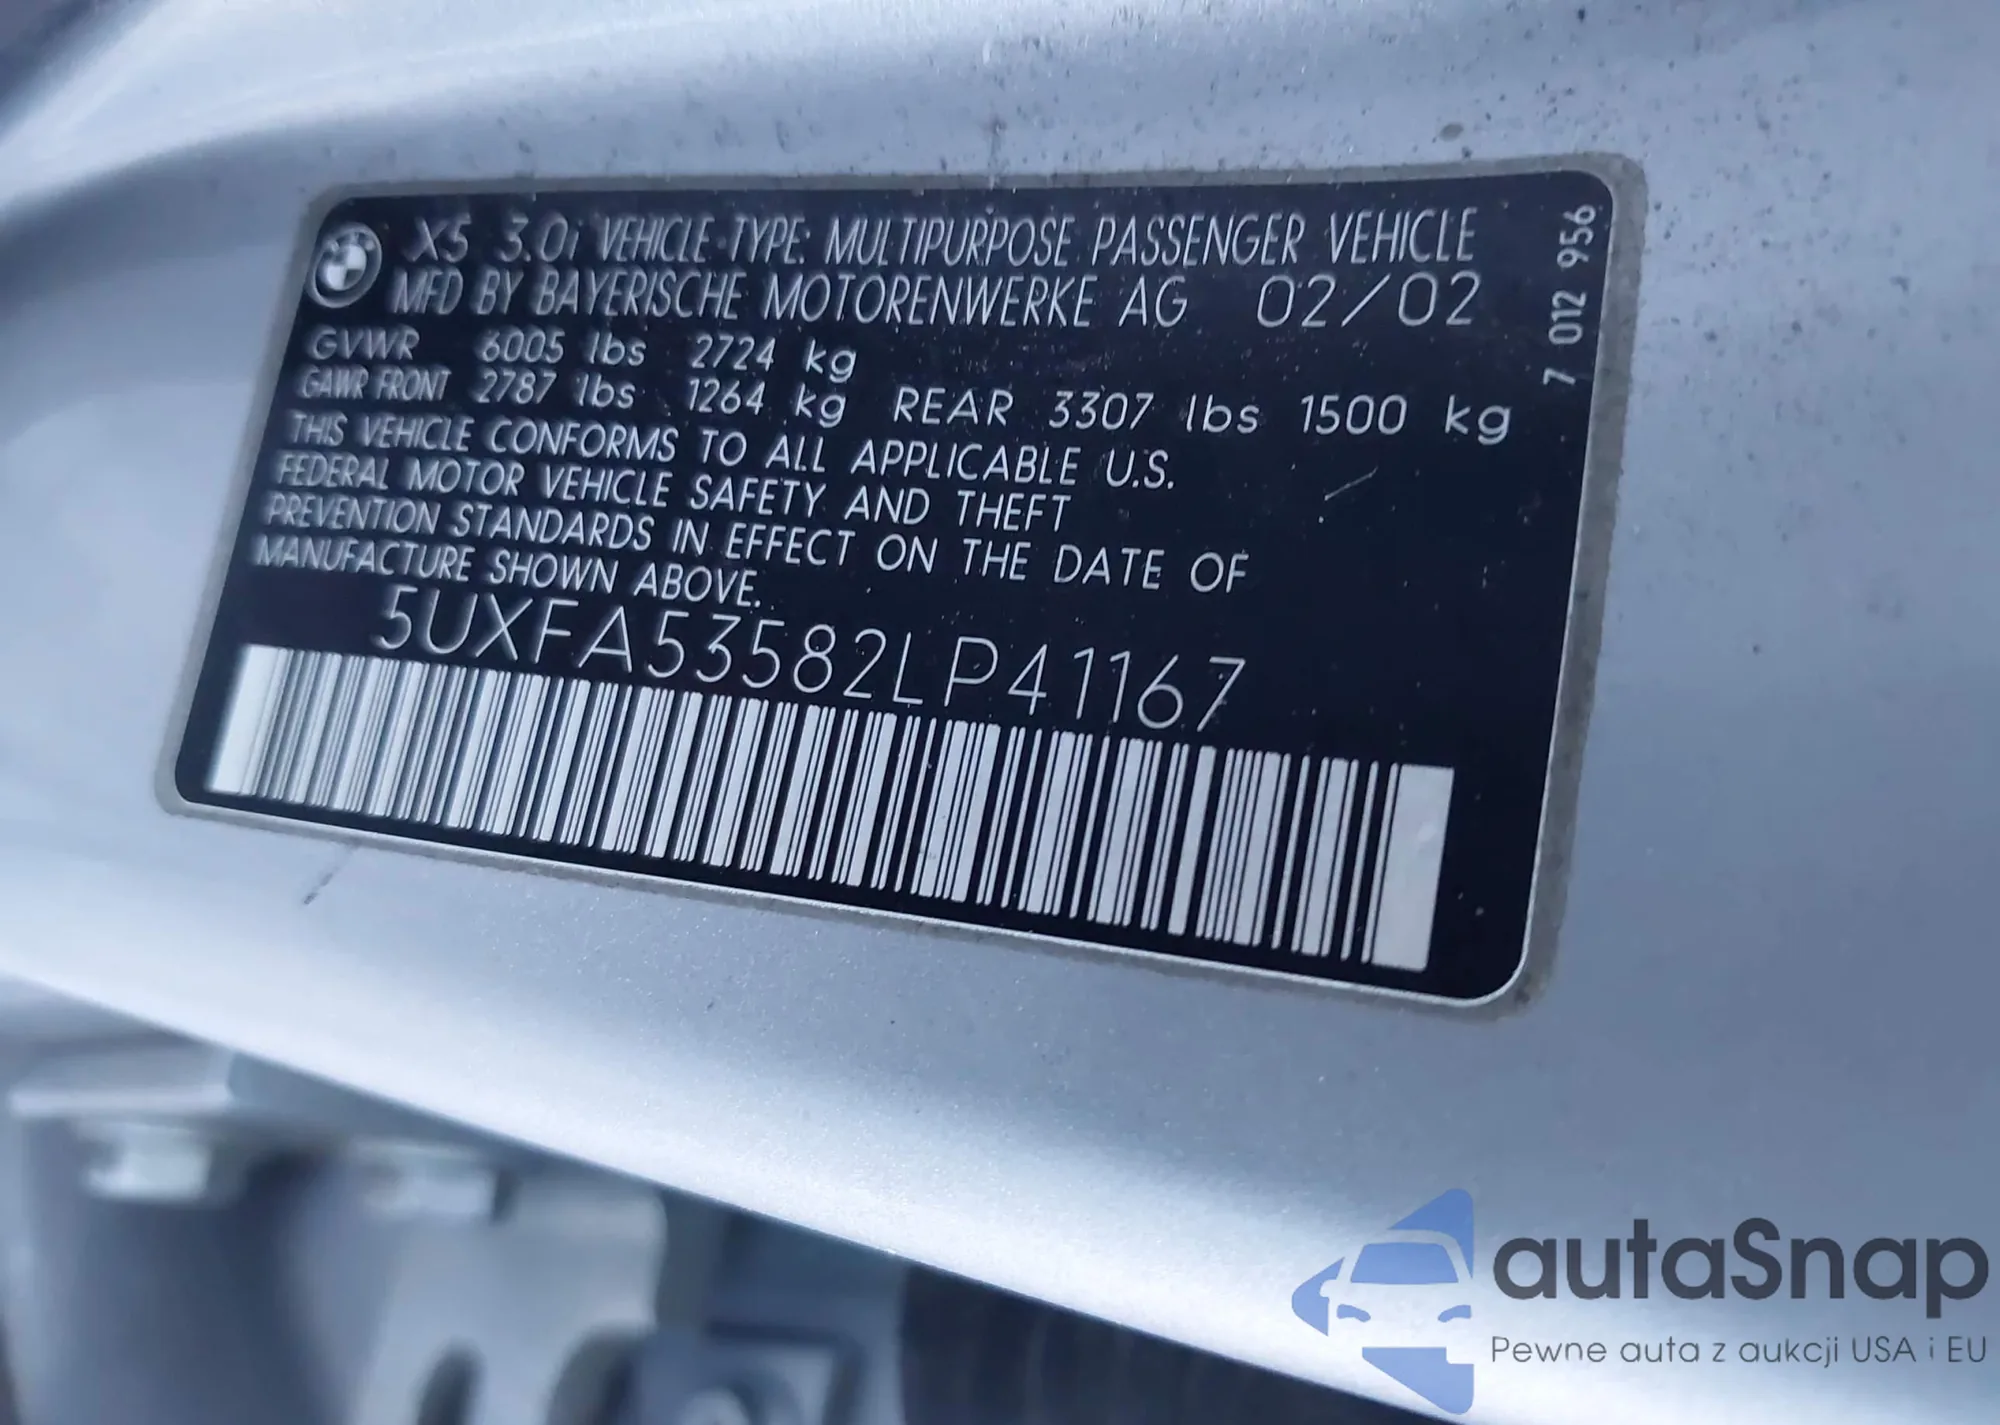 X5 3.0i VEHICLE-TYPE: MULTIPURPOSE PASSENGER VEHICLE
MFD BY BAYERISCHE MOTORENWERKE AG 02/02
GVWR 6005 lbs 2724 kg
GAWR FRONT 2787 lbs 1264 kg REAR 3307 lbs 1500 kg
THIS VEHICLE CONFORMS TO ALL APPLICABLE U.S.
FEDERAL MOTOR VEHICLE SAFETY AND THEFT
PREVENTION STANDARDS IN EFFECT ON THE DATE OF
MANUFACTURE SHOWN ABOVE.
5UXFA53582LP41167
7 012 956
autaSnap
Pewne auta z aukcji USA i EU